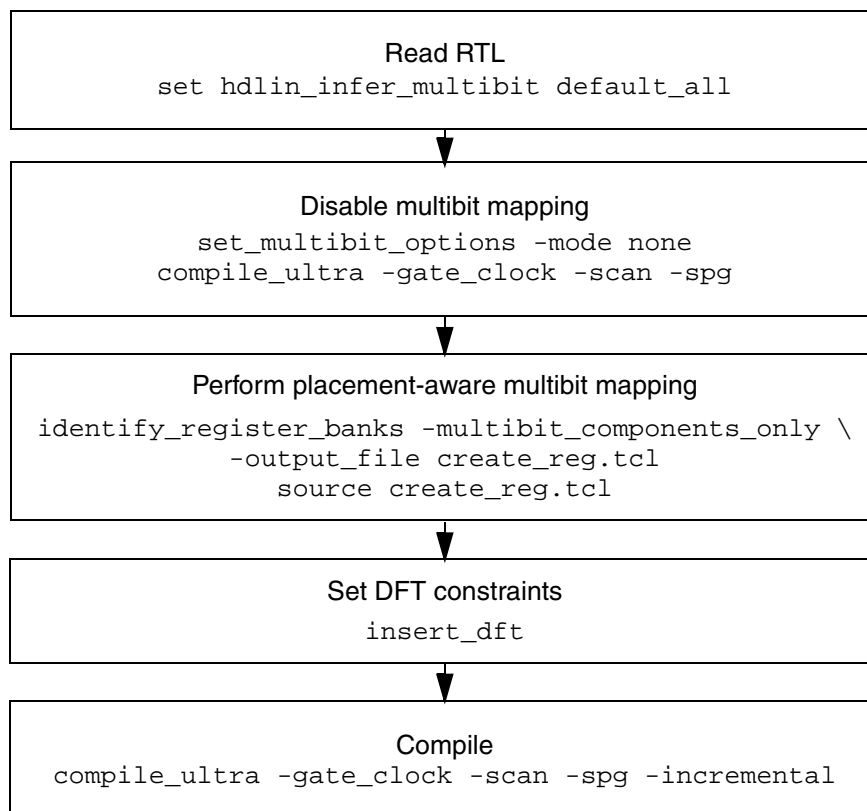 Read RTL
set hdlin_infer_multibit default_all
Disable multibit mapping
set_multibit_options -mode none
compile_ultra -gate_clock -scan -spg
Perform placement-aware multibit mapping
identify_register_banks -multibit_components_only \
-output_file create_reg.tcl
source create_reg.tcl
Set DFT constraints
insert_dft
Compile
compile_ultra -gate_clock -scan -spg -incremental